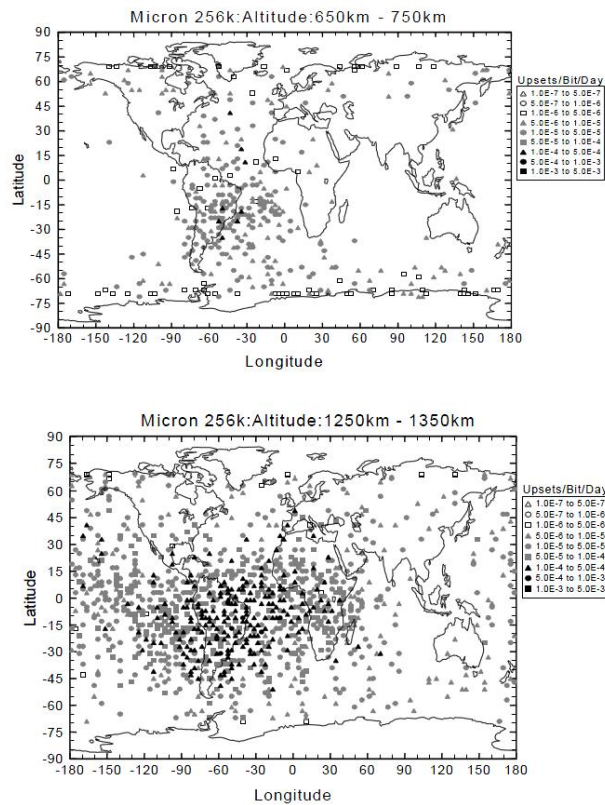 Micron 256k:Altitude:650km - 750km
90
75
60
45
30
15
0
-15
-30
-45
-60
-75
-90
Latitude
-180 -150 -120 -90 -60 -30 0 30 60 90 120 150 180
Longitude
Upsets/Bit/Day
1.0E-7 to 5.0E-7
5.0E-7 to 1.0E-6
1.0E-6 to 5.0E-6
5.0E-6 to 1.0E-5
1.0E-5 to 5.0E-5
5.0E-5 to 1.0E-4
1.0E-4 to 5.0E-4
5.0E-4 to 1.0E-3
1.0E-3 to 5.0E-3
Micron 256k:Altitude:1250km - 1350km
90
75
60
45
30
15
0
-15
-30
-45
-60
-75
-90
Latitude
-180 -150 -120 -90 -60 -30 0 30 60 90 120 150 180
Longitude
Upsets/Bit/Day
1.0E-7 to 5.0E-7
5.0E-7 to 1.0E-6
1.0E-6 to 5.0E-6
5.0E-6 to 1.0E-5
1.0E-5 to 5.0E-5
5.0E-5 to 1.0E-4
1.0E-4 to 5.0E-4
5.0E-4 to 1.0E-3
1.0E-3 to 5.0E-3